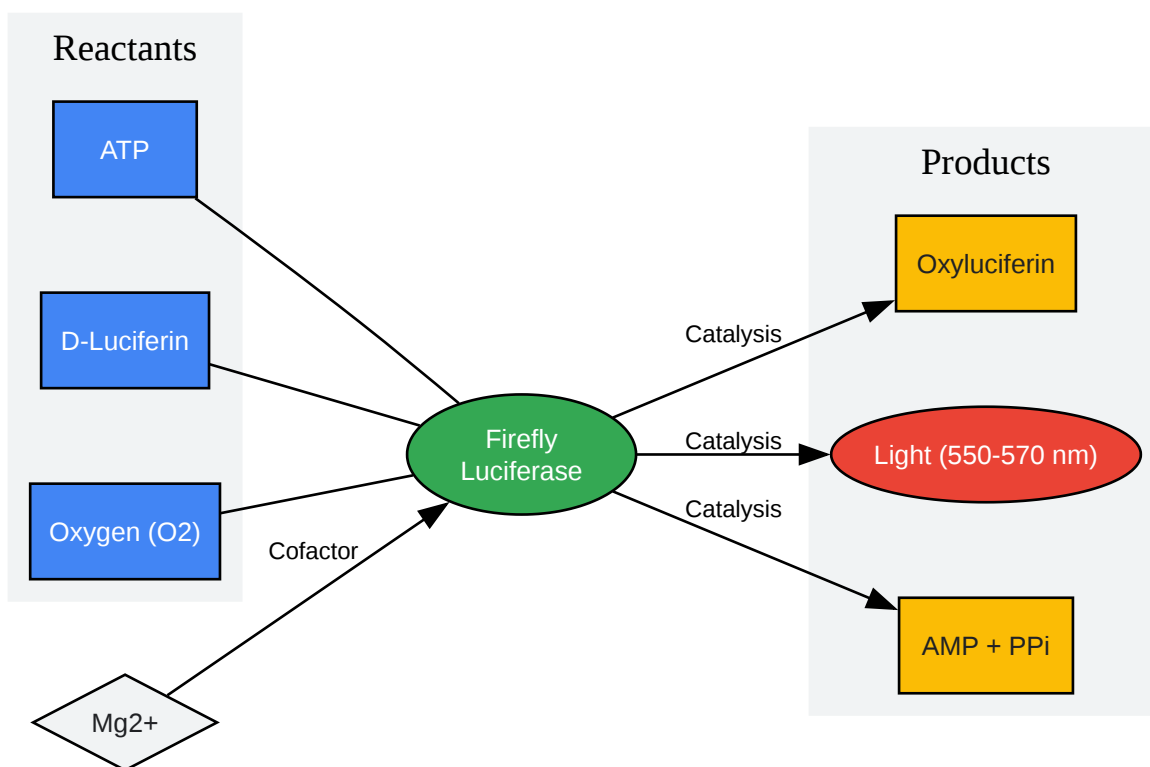 Reactants
ATP
D-Luciferin
Oxygen (O2)
Cofactor
Mg2+
Firefly
Luciferase
Catalysis
Catalysis
Catalysis
Products
Oxyluciferin
Light (550-570 nm)
AMP + PPi